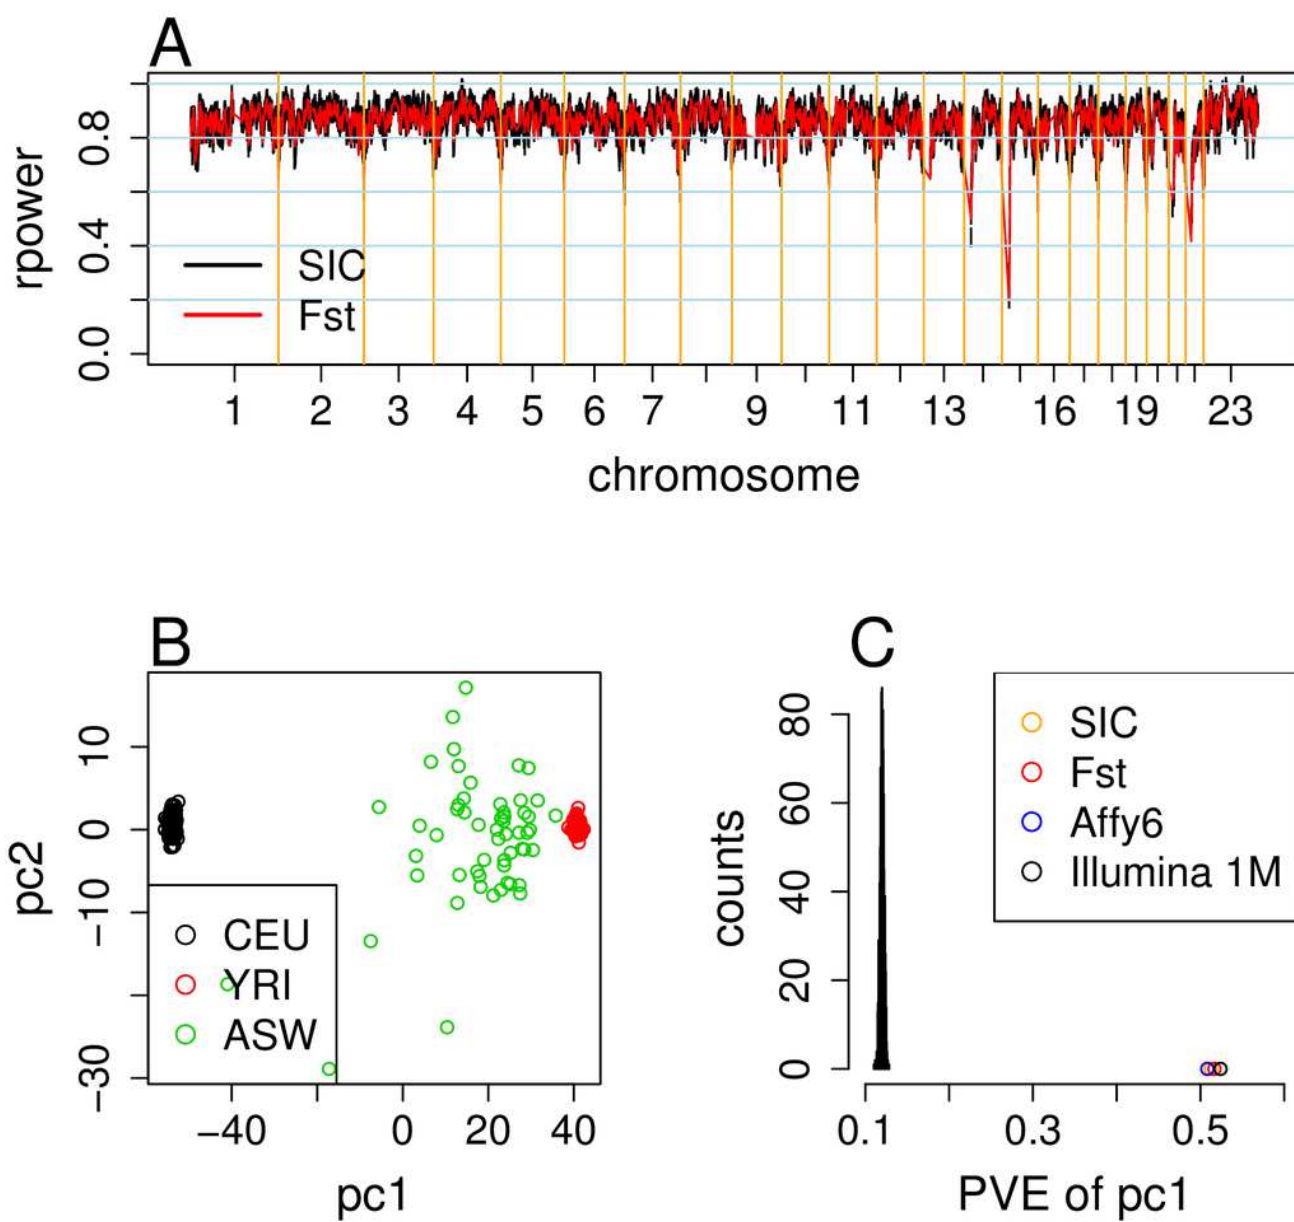 A
rpower
0.8
0.4
0.0
SIC
Fst
1 2 3 4 5 6 7 9 11 13 16 19 23
chromosome
B
pc2
10
0
−10
−30
CEU
YRI
ASW
−40 0 20 40
pc1
C
counts
80
60
40
20
0
SIC
Fst
Affy6
Illumina 1M
0.1 0.3 0.5
PVE of pc1